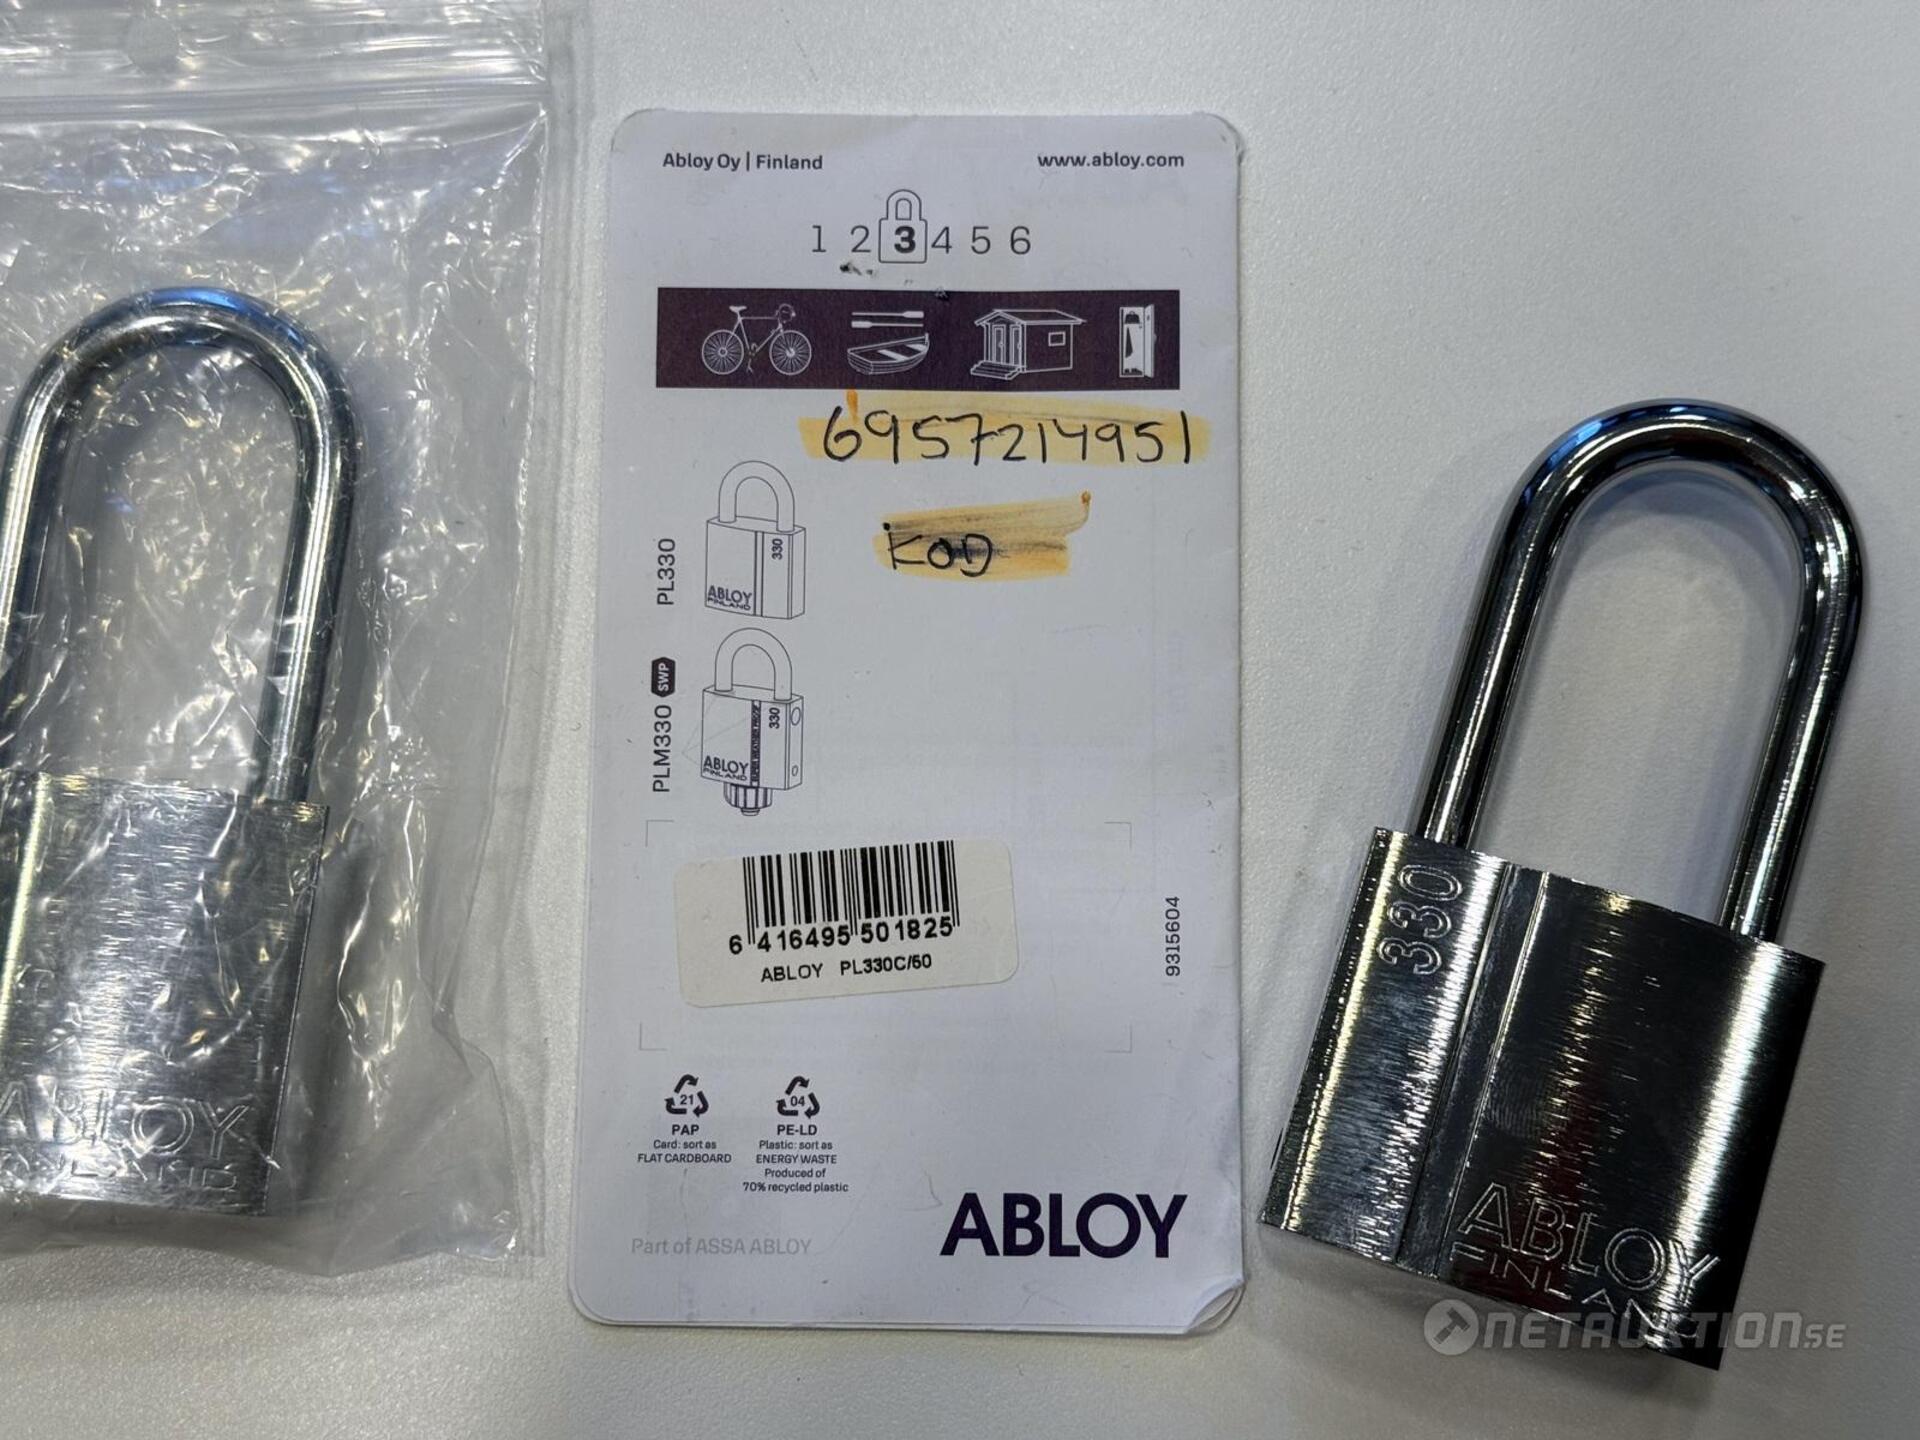 Abloy Oy | Finland
www.abloy.com
1 2 3 4 5 6
6957214951
KOD
PL330
330
ABLOY
FINLAND
PLM330 SWP
330
ABLOY
FINLAND
6 416495 501825
ABLOY PL330C/50
9315604
21
PAP
Card: sort as
FLAT CARDBOARD
04
PE-LD
Plastic: sort as
ENERGY WASTE
Produced of
70% recycled plastic
Part of ASSA ABLOY
ABLOY
ABLOY
FINLAND
330
ABLOY
FINLAND
NETAUKTION.SE